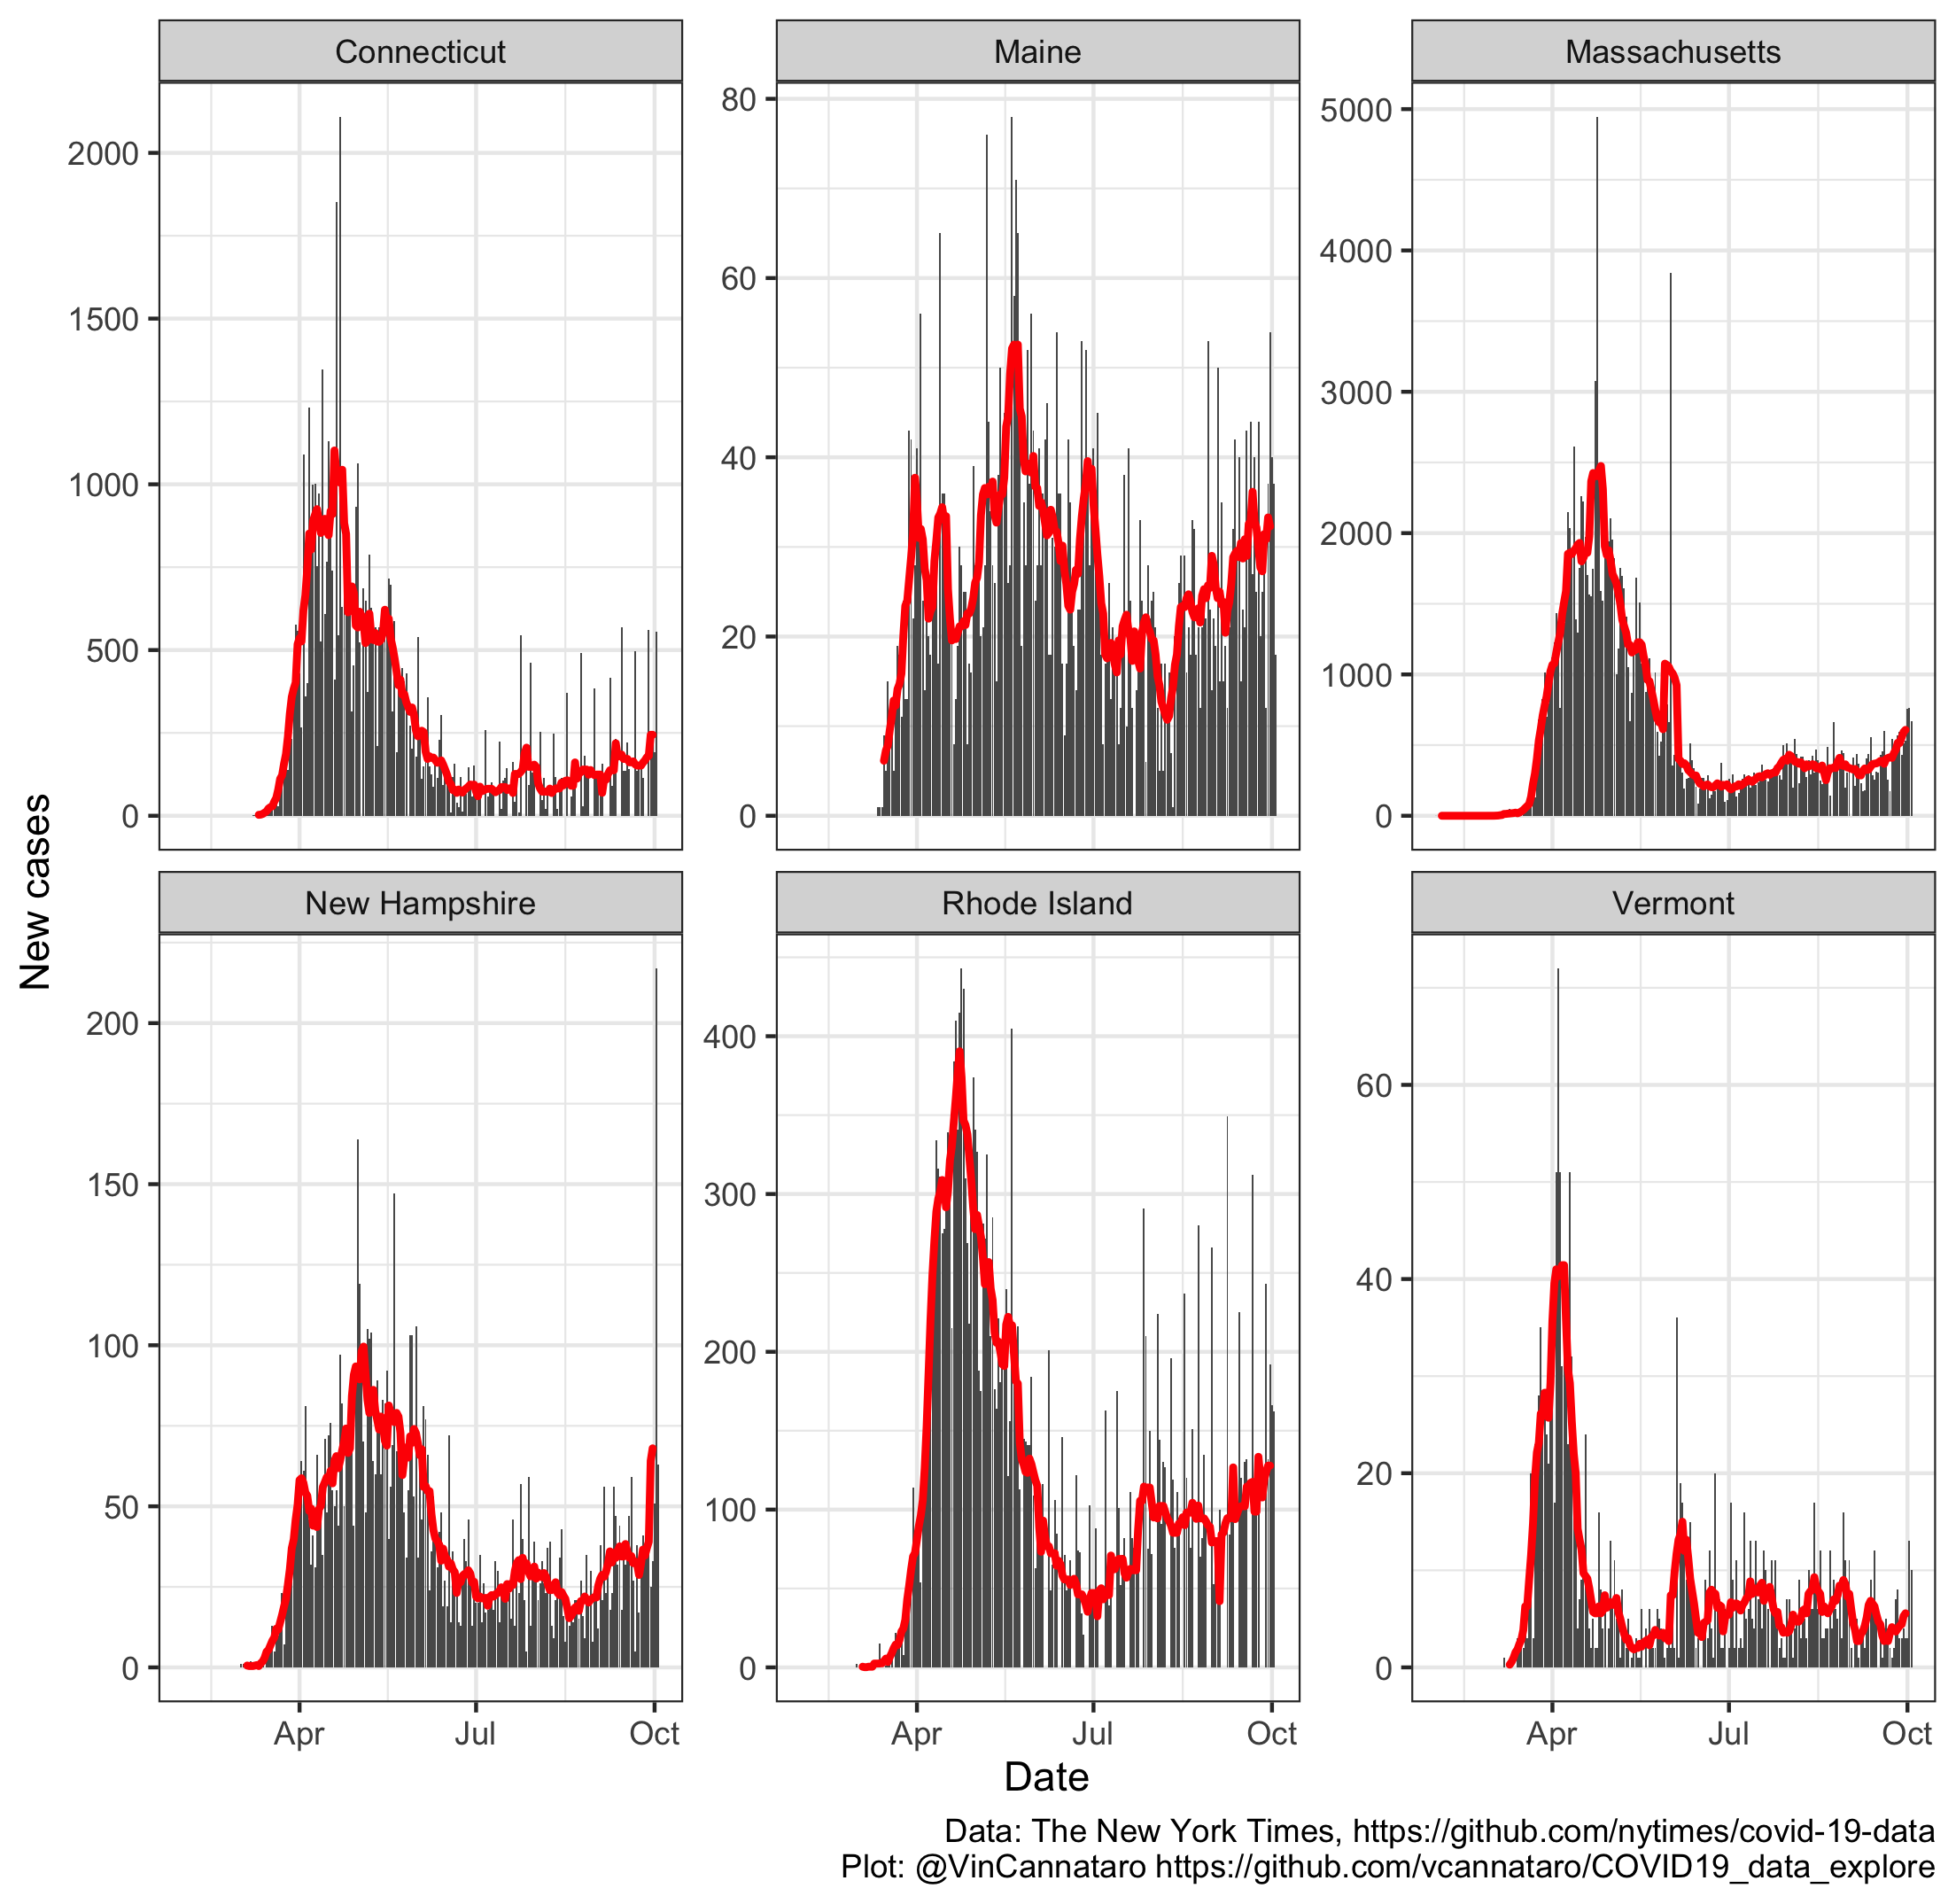 Connecticut
Maine
Massachusetts
2000
1500
1000
500
0
80
60
40
20
0
5000
4000
3000
2000
1000
0
New cases
New Hampshire
Rhode Island
Vermont
200
150
100
50
0
400
300
200
100
0
60
40
20
0
Apr Jul Oct
Apr Jul Oct
Apr Jul Oct
Date
Data: The New York Times, https://github.com/nytimes/covid-19-data
Plot: @VinCannataro https://github.com/vcannataro/COVID19_data_explore